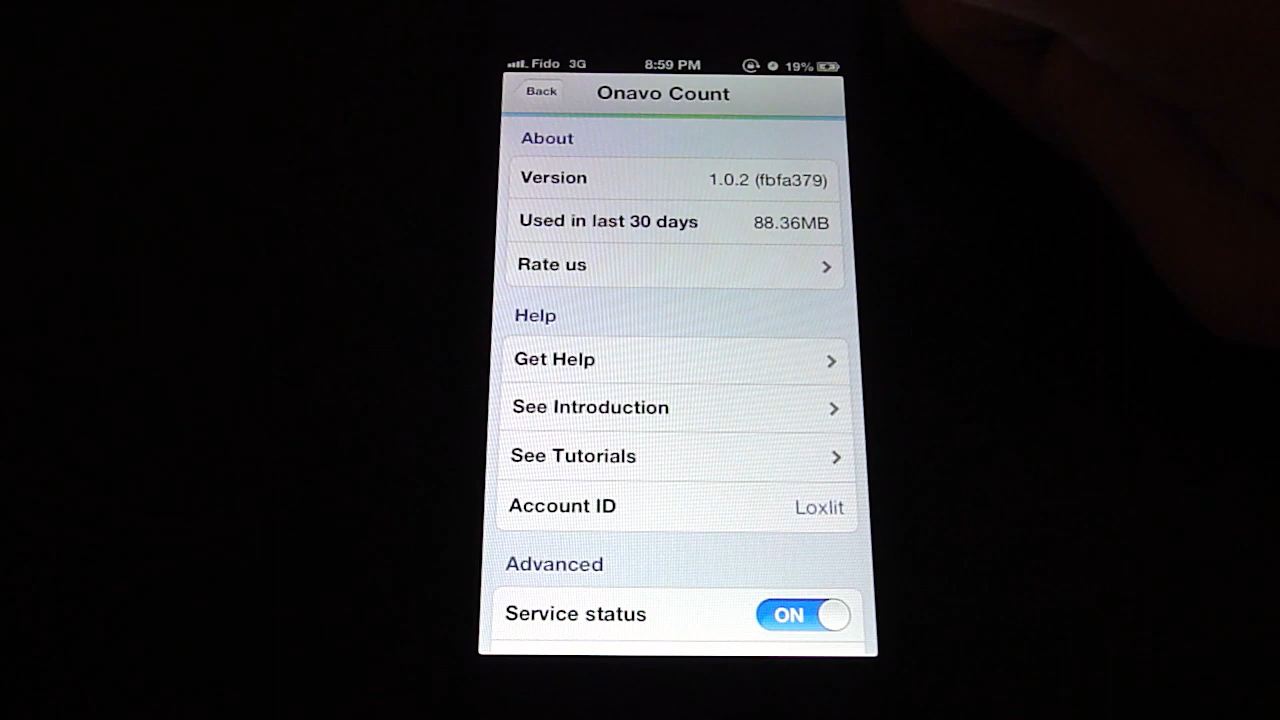 Fido 3G 8:59 PM 19%
Back Onavo Count
About
Version 1.0.2 (fbfa379)
Used in last 30 days 88.36MB
Rate us
Help
Get Help
See Introduction
See Tutorials
Account ID Loxlit
Advanced
Service status ON